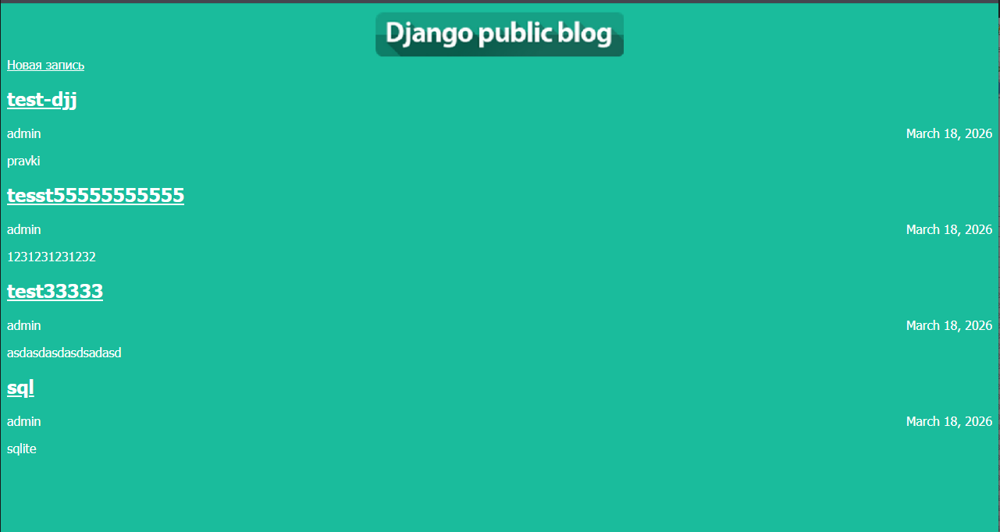 Django public blog
Новая запись
test-djj
admin March 18, 2026
pravki
tesst55555555555
admin March 18, 2026
1231231231232
test33333
admin March 18, 2026
asdasdasdasdsadasd
sql
admin March 18, 2026
sqlite